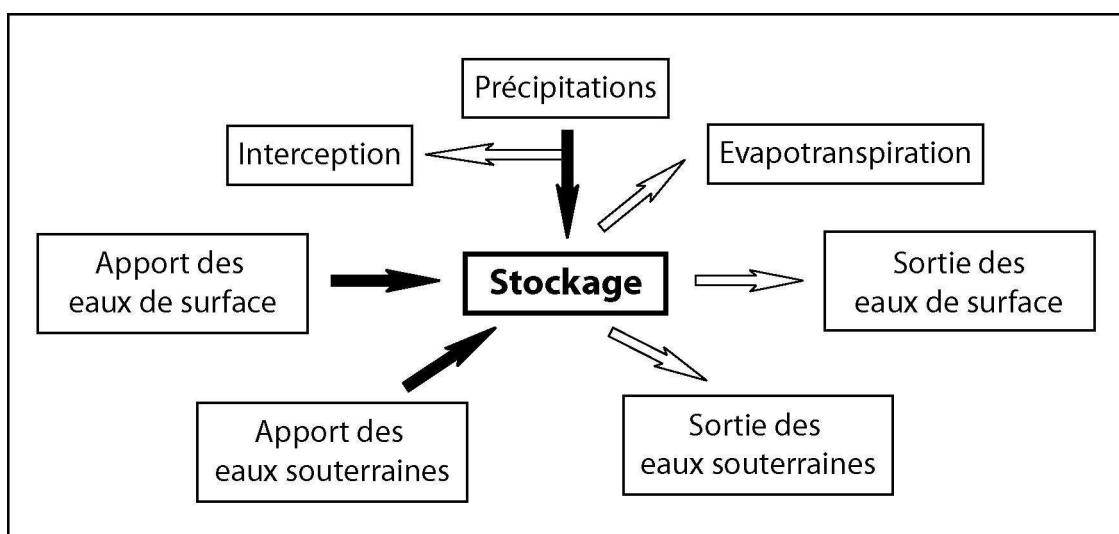 Précipitations
Interception
Evapotranspiration
Apport des
eaux de surface
Stockage
Sortie des
eaux de surface
Apport des
eaux souterraines
Sortie des
eaux souterraines